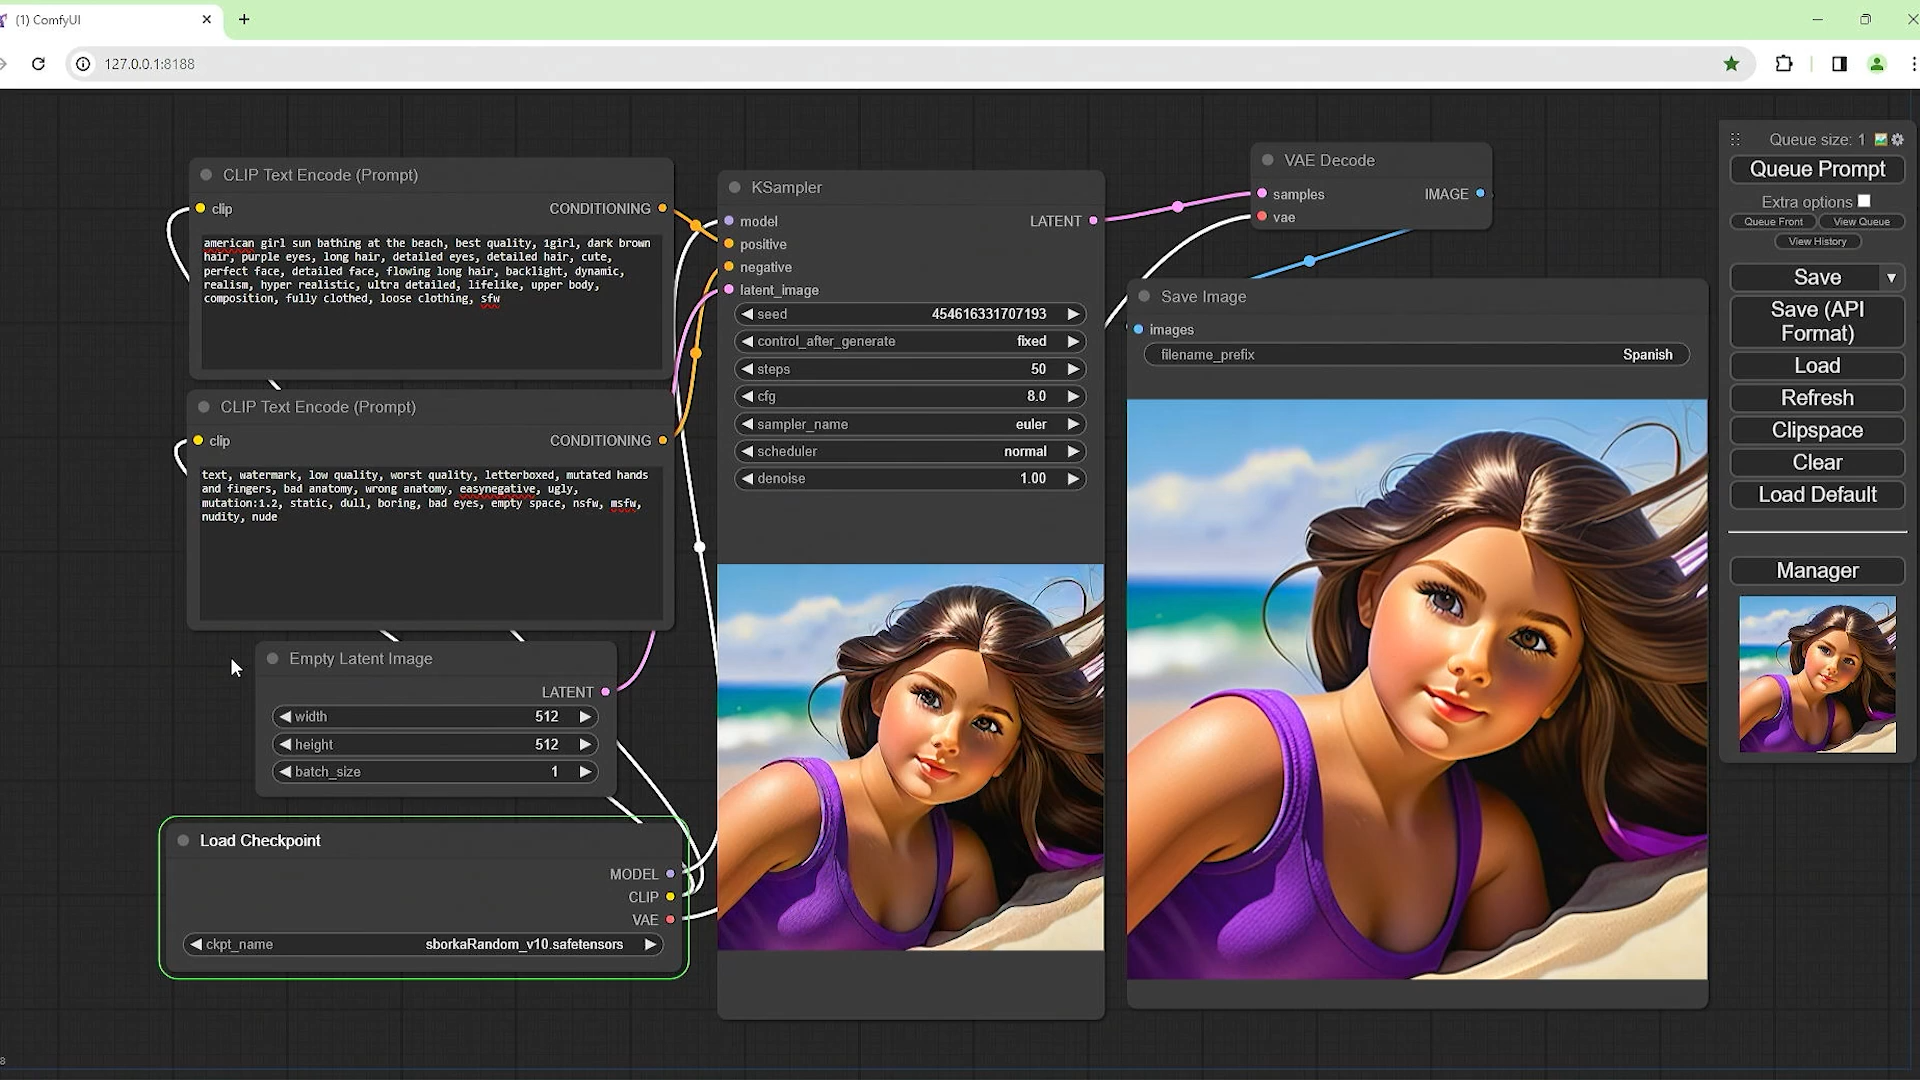 (1) ComfyUI
127.0.0.1:8188
CLIP Text Encode (Prompt)
clip
CONDITIONING
american girl sun bathing at the beach, best quality, 1girl, dark brown
hair, purple eyes, long hair, detailed eyes, detailed hair, cute,
perfect face, detailed face, flowing long hair, backlight, dynamic,
realism, hyper realistic, ultra detailed, lifelike, upper body,
composition, fully clothed, loose clothing, sfw
CLIP Text Encode (Prompt)
clip
CONDITIONING
text, watermark, low quality, worst quality, letterboxed, mutated hands
and fingers, bad anatomy, wrong anatomy, easynegative, ugly,
mutation:1.2, static, dull, boring, bad eyes, empty space, nsfw, msfw,
nudity, nude
Empty Latent Image
LATENT
width 512
height 512
batch_size 1
Load Checkpoint
MODEL
CLIP
VAE
ckpt_name sborkaRandom_v10.safetensors
KSampler
model LATENT
positive
negative
latent_image
seed 454616331707193
control_after_generate fixed
steps 50
cfg 8.0
sampler_name euler
scheduler normal
denoise 1.00
VAE Decode
samples IMAGE
vae
Save Image
images
filename_prefix Spanish
Queue size: 1
Queue Prompt
Extra options
Queue Front View Queue
View History
Save ▼
Save (API
Format)
Load
Refresh
Clipspace
Clear
Load Default
Manager
8